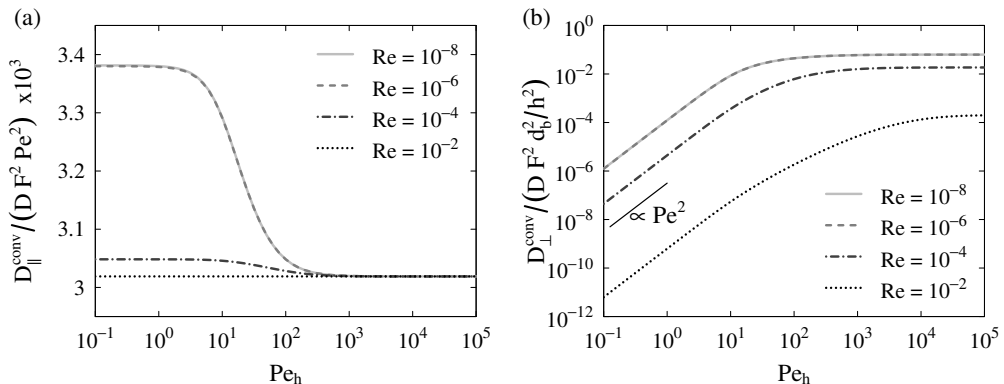 (a)
D∥^conv/(D F² Pe²) x10³
3.4
3.3
3.2
3.1
3
Re = 10⁻⁸
Re = 10⁻⁶
Re = 10⁻⁴
Re = 10⁻²
10⁻¹ 10⁰ 10¹ 10² 10³ 10⁴ 10⁵
Pe_h
(b)
D⊥^conv/(D F² d_b²/h²)
10⁰
10⁻²
10⁻⁴
10⁻⁶
10⁻⁸
10⁻¹⁰
10⁻¹²
∝ Pe²
Re = 10⁻⁸
Re = 10⁻⁶
Re = 10⁻⁴
Re = 10⁻²
10⁻¹ 10⁰ 10¹ 10² 10³ 10⁴ 10⁵
Pe_h